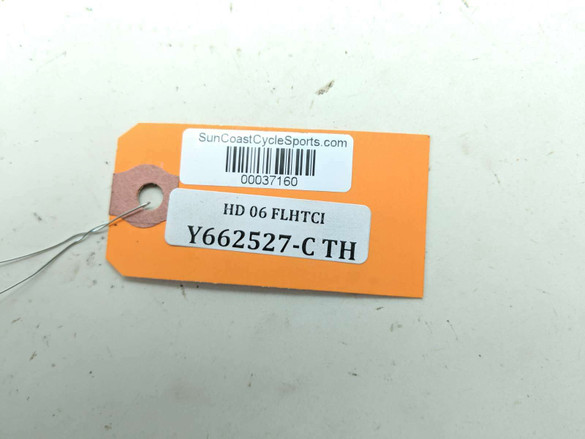 SunCoastCycleSports.com
00037160
HD 06 FLHTCI
Y662527-C TH